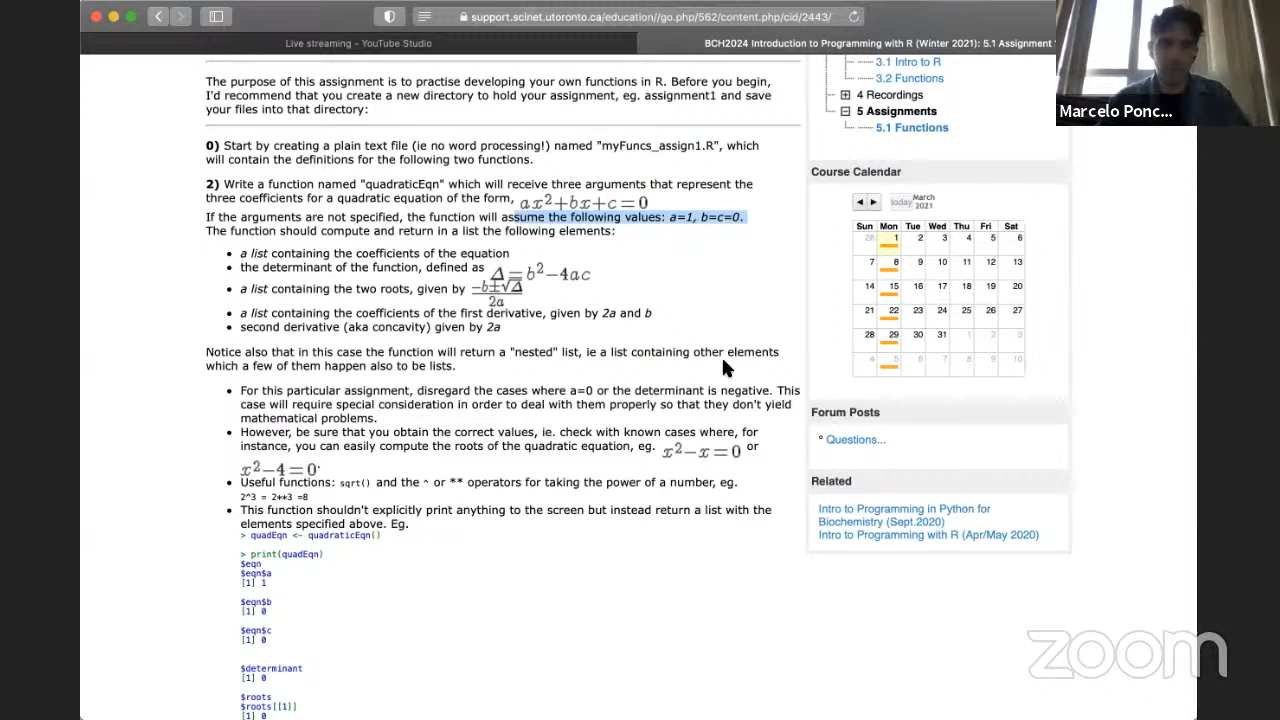 support.scinet.utoronto.ca/education//go.php/562/content.php/cid/2443/
Live streaming - YouTube Studio
BCH2024 Introduction to Programming with R (Winter 2021): 5.1 Assignment
Marcelo Ponc...
The purpose of this assignment is to practise developing your own functions in R. Before you begin,
I'd recommend that you create a new directory to hold your assignment, eg. assignment1 and save
your files into that directory:
0) Start by creating a plain text file (ie no word processing!) named "myFuncs_assign1.R", which
will contain the definitions for the following two functions.
2) Write a function named "quadraticEqn" which will receive three arguments that represent the
three coefficients for a quadratic equation of the form, ax²+bx+c=0
If the arguments are not specified, the function will assume the following values: a=1, b=c=0.
The function should compute and return in a list the following elements:
• a list containing the coefficients of the equation
• the determinant of the function, defined as Δ=b²−4ac
• a list containing the two roots, given by −b±√Δ
2a
• a list containing the coefficients of the first derivative, given by 2a and b
• second derivative (aka concavity) given by 2a
Notice also that in this case the function will return a "nested" list, ie a list containing other elements
which a few of them happen also to be lists.
• For this particular assignment, disregard the cases where a=0 or the determinant is negative. This
case will require special consideration in order to deal with them properly so that they don't yield
mathematical problems.
• However, be sure that you obtain the correct values, ie. check with known cases where, for
instance, you can easily compute the roots of the quadratic equation, eg. x²−x=0 or
x²−4=0.
• Useful functions: sqrt() and the ^ or ** operators for taking the power of a number, eg.
2^3 = 2**3 =8
• This function shouldn't explicitly print anything to the screen but instead return a list with the
elements specified above. Eg.
> quadEqn <- quadraticEqn()
> print(quadEqn)
$eqn
$eqn$a
[1] 1
$eqn$b
[1] 0
$eqn$c
[1] 0
$determinant
[1] 0
$roots
$roots[[1]]
[1] 0
3.1 Intro to R
3.2 Functions
4 Recordings
5 Assignments
5.1 Functions
Course Calendar
today March
2021
Sun Mon Tue Wed Thu Fri Sat
28 1 2 3 4 5 6
7 8 9 10 11 12 13
14 15 16 17 18 19 20
21 22 23 24 25 26 27
28 29 30 31 1 2 3
4 5 6 7 8 9 10
Forum Posts
° Questions...
Related
Intro to Programming in Python for
Biochemistry (Sept.2020)
Intro to Programming with R (Apr/May 2020)
zoom